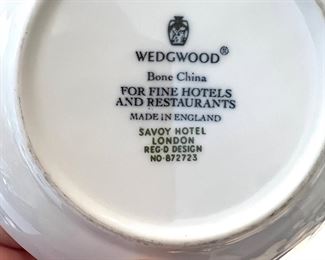 WEDGWOOD®
Bone China
FOR FINE HOTELS
AND RESTAURANTS
MADE IN ENGLAND
SAVOY HOTEL
LONDON
REG·D DESIGN
NO·872723